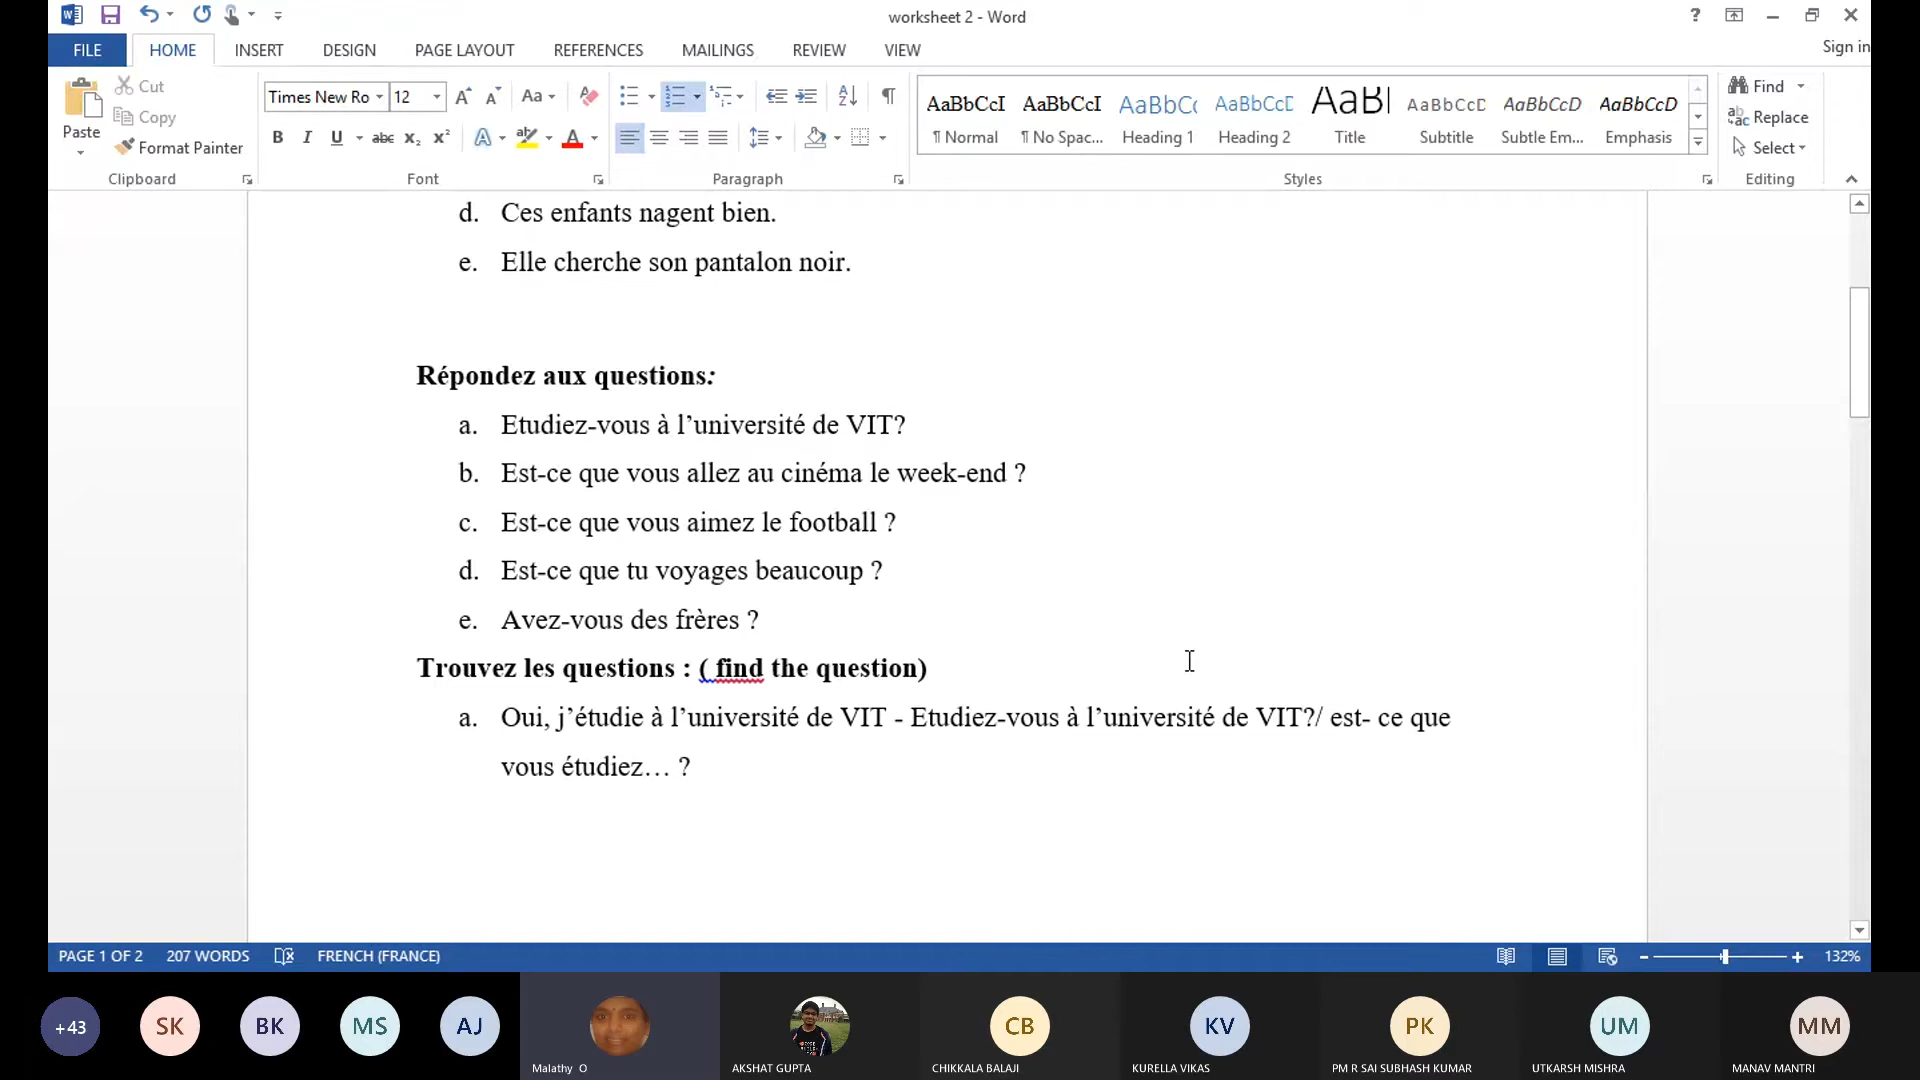 worksheet 2 - Word
?
FILE HOME INSERT DESIGN PAGE LAYOUT REFERENCES MAILINGS REVIEW VIEW Sign in
Paste
Cut
Copy
Format Painter
Clipboard
Times New Ro 12 Aa
B I U abc X₂ X² A ab A
Font
Paragraph
AaBbCcI AaBbCcI AaBbCc AaBbCcD AaBl AaBbCcD AaBbCcD AaBbCcD
¶ Normal ¶ No Spac... Heading 1 Heading 2 Title Subtitle Subtle Em... Emphasis
Styles
Find
Replace
Select
Editing
d. Ces enfants nagent bien.
e. Elle cherche son pantalon noir.
Répondez aux questions:
a. Etudiez-vous à l’université de VIT?
b. Est-ce que vous allez au cinéma le week-end ?
c. Est-ce que vous aimez le football ?
d. Est-ce que tu voyages beaucoup ?
e. Avez-vous des frères ?
Trouvez les questions : ( find the question)
a. Oui, j’étudie à l’université de VIT - Etudiez-vous à l’université de VIT?/ est- ce que
vous étudiez… ?
PAGE 1 OF 2 207 WORDS FRENCH (FRANCE) 132%
+43 SK BK MS AJ CB KV PK UM MM
Malathy O AKSHAT GUPTA CHIKKALA BALAJI KURELLA VIKAS PM R SAI SUBHASH KUMAR UTKARSH MISHRA MANAV MANTRI